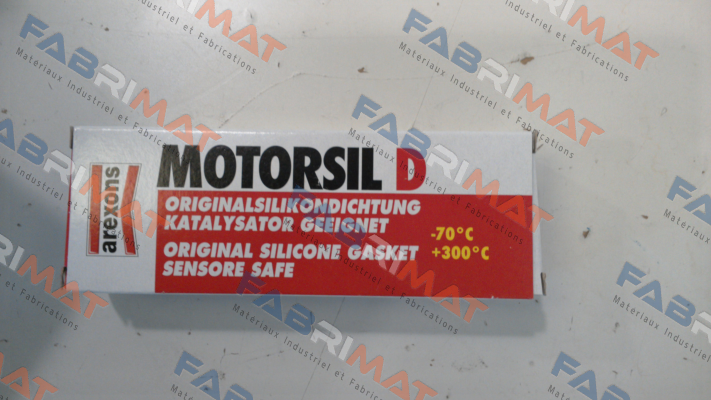 arexons
MOTORSIL D
ORIGINALSILIKONDICHTUNG
KATALYSATOR GEEIGNET
ORIGINAL SILICONE GASKET
SENSORE SAFE
-70°C
+300°C
FABRIMAT
Materiaux Industriel et Fabrications